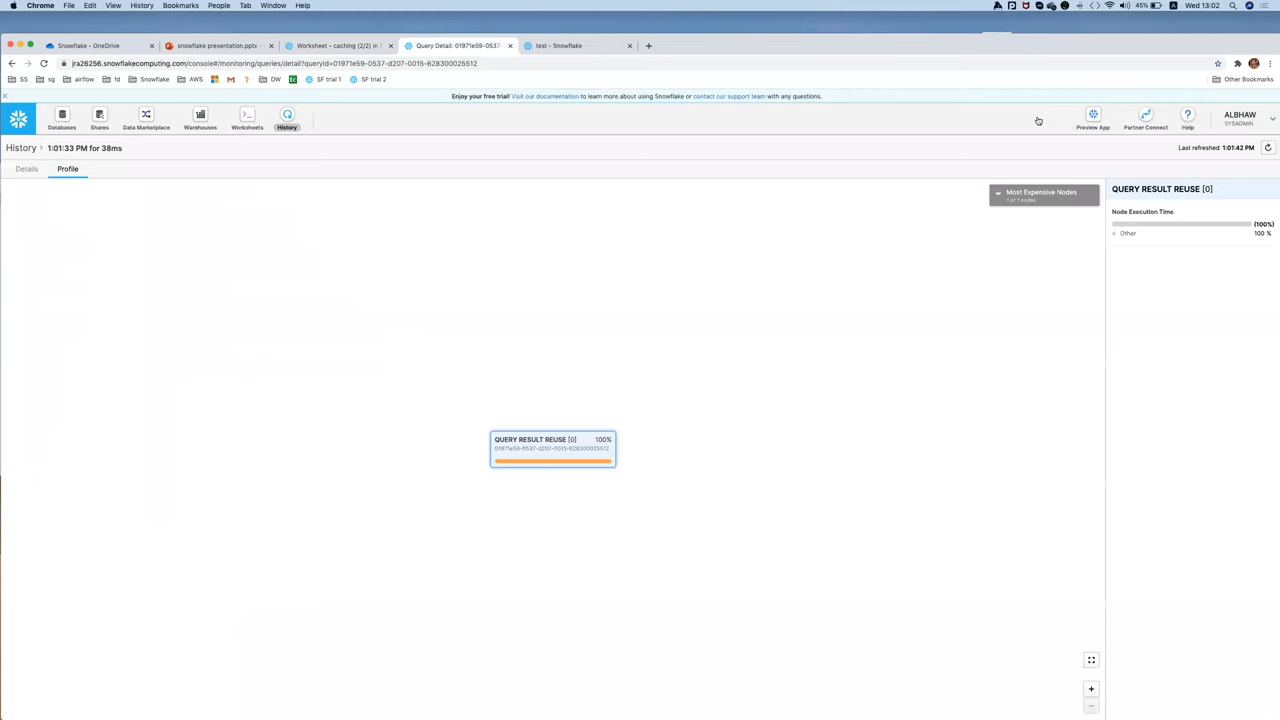 Chrome File Edit View History Bookmarks People Tab Window Help
45% Wed 13:02
Snowflake - OneDrive
snowflake presentation.pptx
Worksheet - caching (2/2) in
Query Detail: 01971e59-0537
test - Snowflake
jra26256.snowflakecomputing.com/console#/monitoring/queries/detail?queryId=01971e59-0537-d207-0015-628300025512
SS sg airflow fd Snowflake AWS DW SF trial 1 SF trial 2 Other Bookmarks
Enjoy your free trial! Visit our documentation to learn more about using Snowflake or contact our support team with any questions.
Databases Shares Data Marketplace Warehouses Worksheets History Preview App Partner Connect Help
ALBHAW
SYSADMIN
History > 1:01:33 PM for 38ms
Last refreshed 1:01:42 PM
Details Profile
Most Expensive Nodes
1 of 1 nodes
QUERY RESULT REUSE [0]
Node Execution Time
(100%)
Other 100 %
QUERY RESULT REUSE [0] 100%
01971e59-0537-d207-0015-628300025512